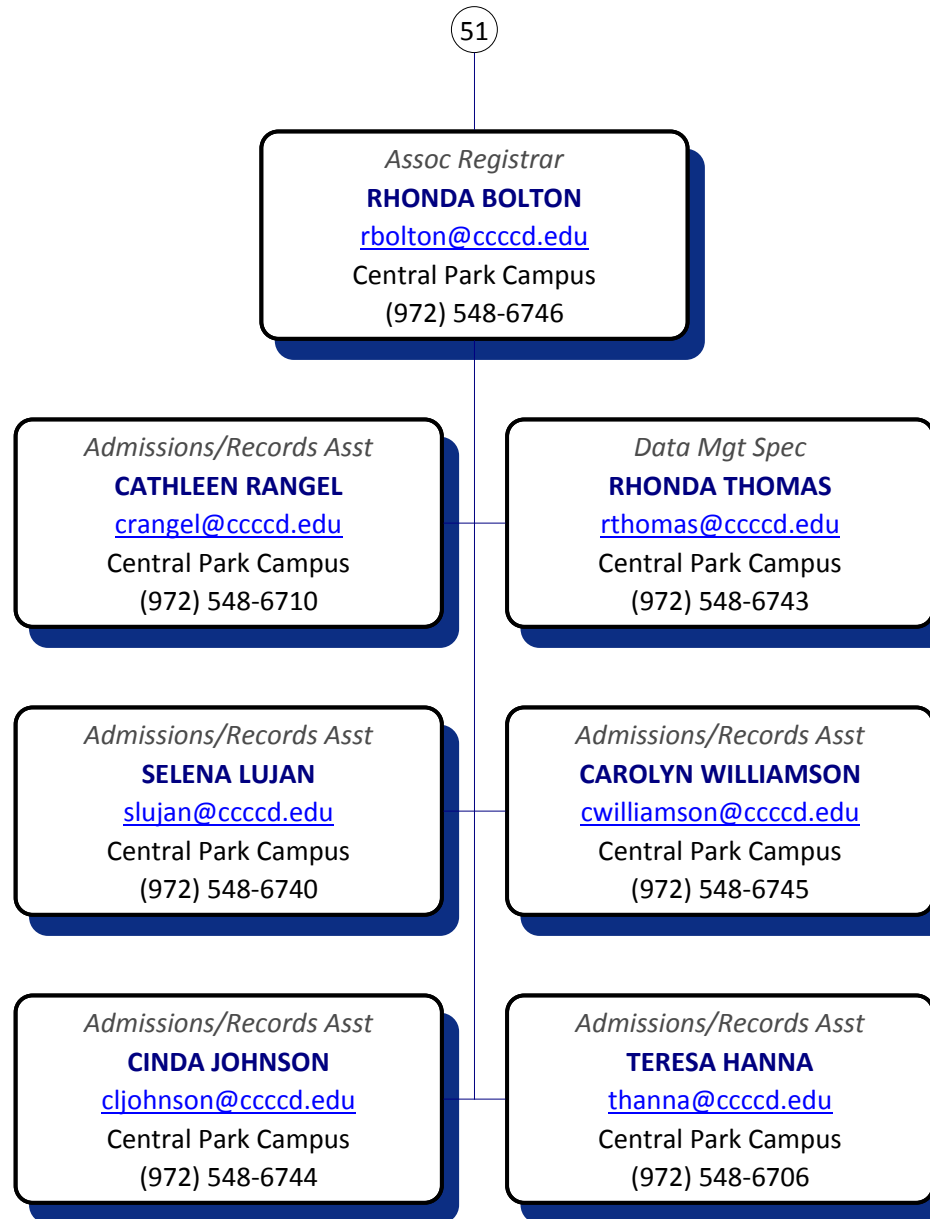 51
Assoc Registrar
RHONDA BOLTON
rbolton@ccccd.edu
Central Park Campus
(972) 548-6746
Admissions/Records Asst
CATHLEEN RANGEL
crangel@ccccd.edu
Central Park Campus
(972) 548-6710
Data Mgt Spec
RHONDA THOMAS
rthomas@ccccd.edu
Central Park Campus
(972) 548-6743
Admissions/Records Asst
SELENA LUJAN
slujan@ccccd.edu
Central Park Campus
(972) 548-6740
Admissions/Records Asst
CAROLYN WILLIAMSON
cwilliamson@ccccd.edu
Central Park Campus
(972) 548-6745
Admissions/Records Asst
CINDA JOHNSON
cljohnson@ccccd.edu
Central Park Campus
(972) 548-6744
Admissions/Records Asst
TERESA HANNA
thanna@ccccd.edu
Central Park Campus
(972) 548-6706